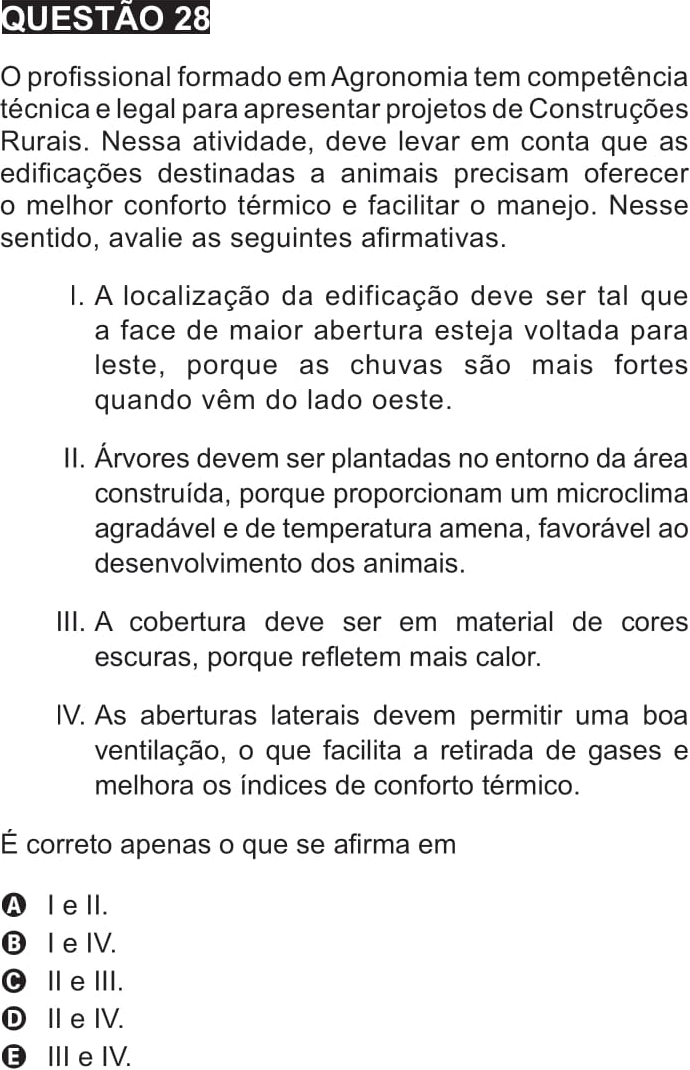 QUESTÃO 28
O profissional formado em Agronomia tem competência
técnica e legal para apresentar projetos de Construções
Rurais. Nessa atividade, deve levar em conta que as
edificações destinadas a animais precisam oferecer
o melhor conforto térmico e facilitar o manejo. Nesse
sentido, avalie as seguintes afirmativas.
I. A localização da edificação deve ser tal que
a face de maior abertura esteja voltada para
leste, porque as chuvas são mais fortes
quando vêm do lado oeste.
II. Árvores devem ser plantadas no entorno da área
construída, porque proporcionam um microclima
agradável e de temperatura amena, favorável ao
desenvolvimento dos animais.
III. A cobertura deve ser em material de cores
escuras, porque refletem mais calor.
IV. As aberturas laterais devem permitir uma boa
ventilação, o que facilita a retirada de gases e
melhora os índices de conforto térmico.
É correto apenas o que se afirma em
A I e II.
B I e IV.
C II e III.
D II e IV.
E III e IV.